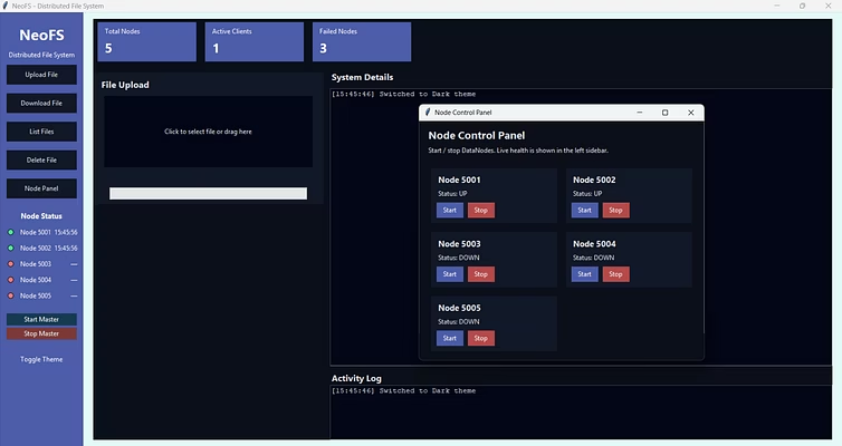 NeoFS - Distributed File System
NeoFS
Distributed File System
Upload File
Download File
List Files
Delete File
Node Panel
Node Status
Node 5001 15:45:56
Node 5002 15:45:56
Node 5003 —
Node 5004 —
Node 5005 —
Start Master
Stop Master
Toggle Theme
Total Nodes
5
Active Clients
1
Failed Nodes
3
File Upload
Click to select file or drag here
System Details
[15:45:46] Switched to Dark theme
Node Control Panel
Node Control Panel
Start / stop DataNodes. Live health is shown in the left sidebar.
Node 5001
Status: UP
Start Stop
Node 5002
Status: UP
Start Stop
Node 5003
Status: DOWN
Start Stop
Node 5004
Status: DOWN
Start Stop
Node 5005
Status: DOWN
Start Stop
Activity Log
[15:45:46] Switched to Dark theme